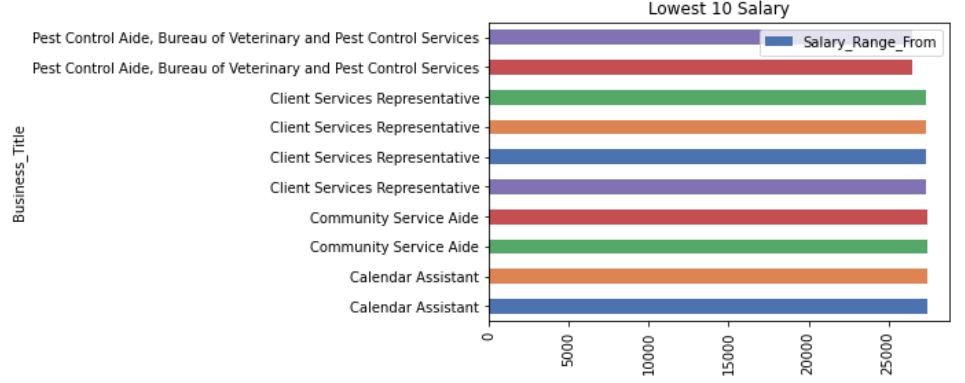 Lowest 10 Salary
Pest Control Aide, Bureau of Veterinary and Pest Control Services
Salary_Range_From
Pest Control Aide, Bureau of Veterinary and Pest Control Services
Client Services Representative
Client Services Representative
Client Services Representative
Client Services Representative
Community Service Aide
Community Service Aide
Calendar Assistant
Calendar Assistant
Business_Title
0
5000
10000
15000
20000
25000